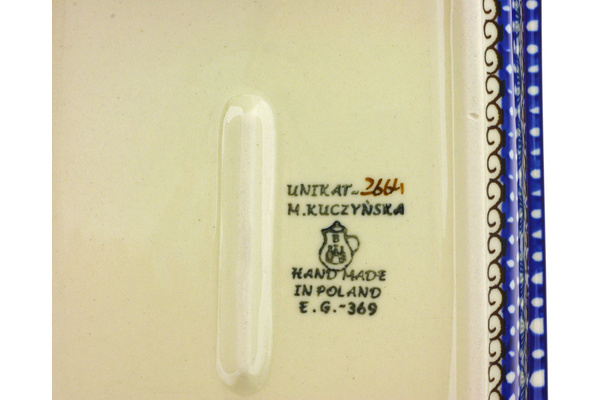 UNIKAT-2664
M.KUCZYŃSKA
B
HAND MADE
IN POLAND
E.G.-369